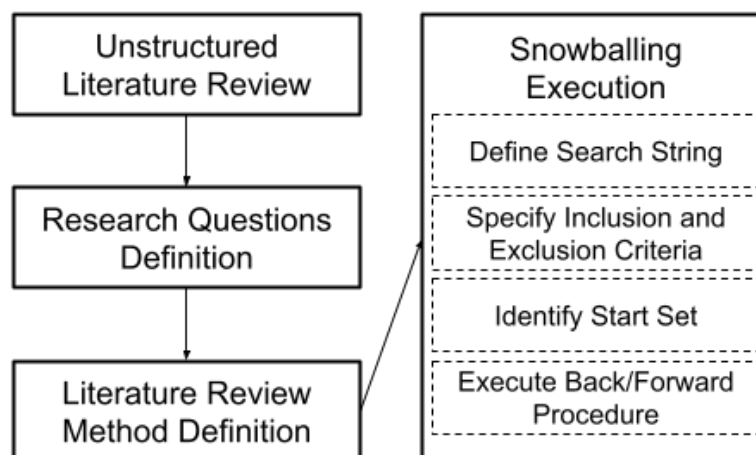 Unstructured
Literature Review
Research Questions
Definition
Literature Review
Method Definition
Snowballing
Execution
Define Search String
Specify Inclusion and
Exclusion Criteria
Identify Start Set
Execute Back/Forward
Procedure